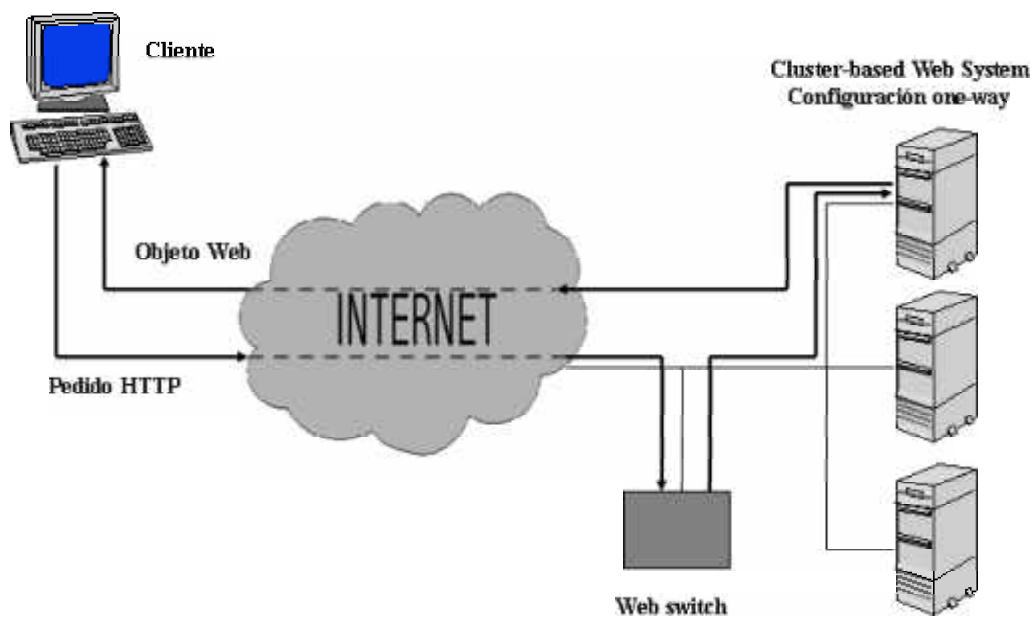 Cliente
Cluster-based Web System
Configuración one-way
Objeto Web
INTERNET
Pedido HTTP
Web switch